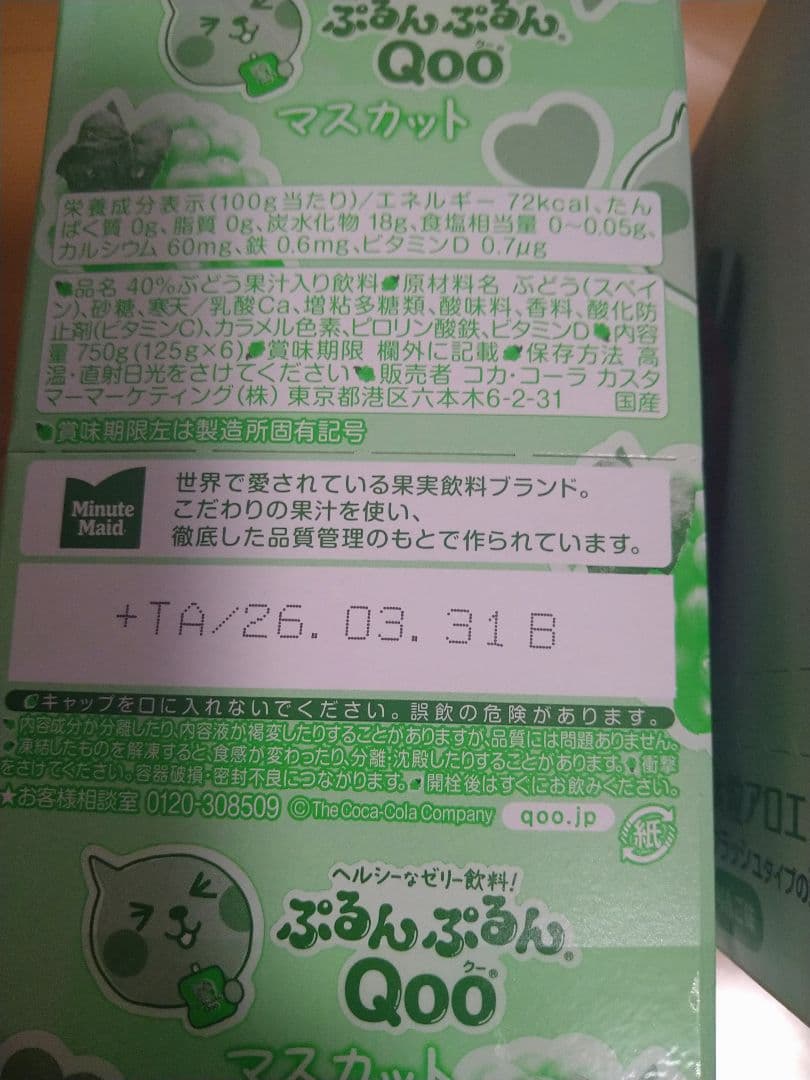 ぷるんぷるん®
クー
Qoo®
マスカット
栄養成分表示(100g当たり)/エネルギー 72kcal、たん
ぱく質 0g、脂質 0g、炭水化物 18g、食塩相当量 0〜0.05g、
カルシウム 60mg、鉄 0.6mg、ビタミンD 0.7μg
品名 40%ぶどう果汁入り飲料 原材料名 ぶどう(スペイ
ン)、砂糖、寒天/乳酸Ca、増粘多糖類、酸味料、香料、酸化防
止剤(ビタミンC)、カラメル色素、ピロリン酸鉄、ビタミンD 内容
量 750g(125g×6) 賞味期限 欄外に記載 保存方法 高
温・直射日光をさけてください 販売者 コカ・コーラ カスタ
マーマーケティング(株) 東京都港区六本木6-2-31 国産
賞味期限左は製造所固有記号
Minute
Maid
世界で愛されている果実飲料ブランド。
こだわりの果汁を使い、
徹底した品質管理のもとで作られています。
+TA/26. 03. 31 B
キャップを口に入れないでください。誤飲の危険があります。
内容成分が分離したり、内容液が褐変したりすることがありますが、品質には問題ありません。
凍結したものを解凍すると、食感が変わったり、分離・沈殿したりすることがあります。衝撃
をさけてください。容器破損・密封不良につながります。開栓後はすぐにお飲みください。
★お客様相談室 0120-308509 ©The Coca-Cola Company qoo.jp
紙
ヘルシーなゼリー飲料!
ぷるんぷるん®
クー
Qoo®
マスカット
アロエ
ラッシュタイプの